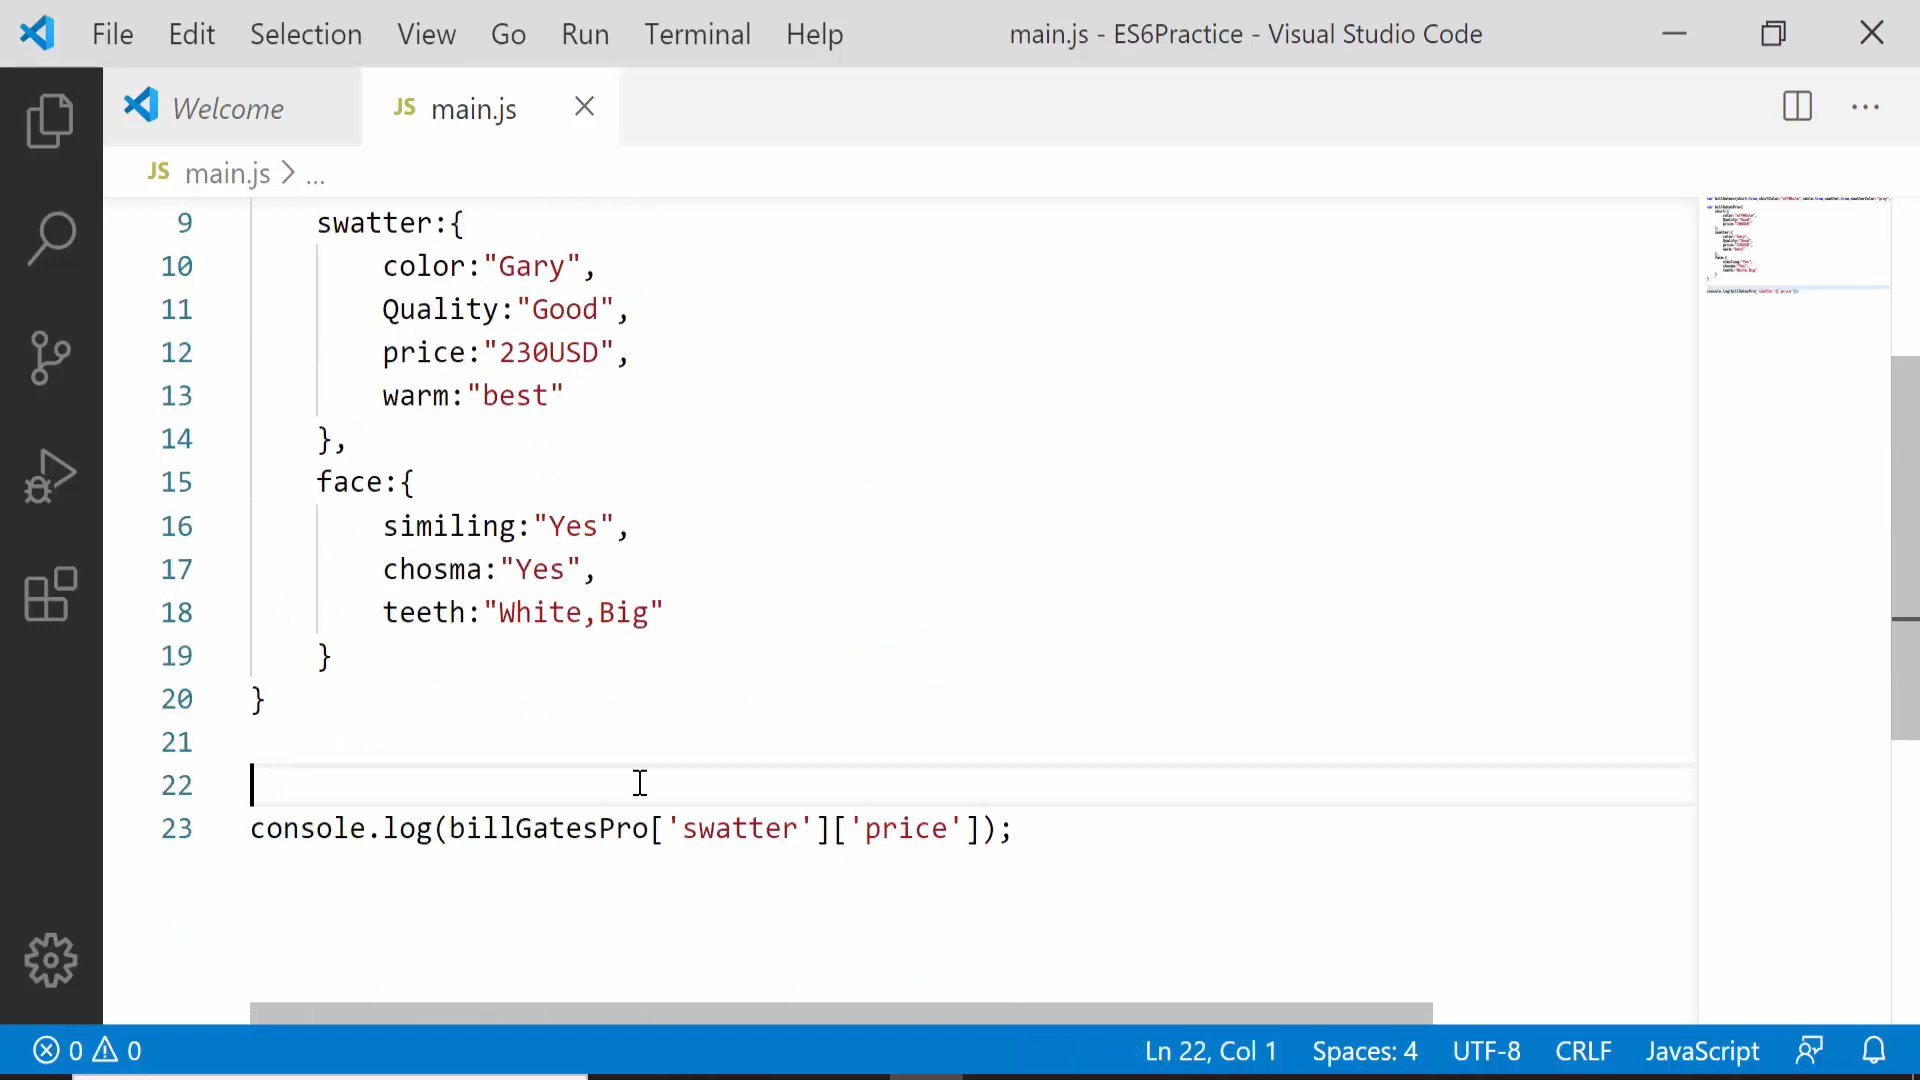 File Edit Selection View Go Run Terminal Help main.js - ES6Practice - Visual Studio Code
Welcome JS main.js
JS main.js > ...
9 swatter:{
10 color:"Gary",
11 Quality:"Good",
12 price:"230USD",
13 warm:"best"
14 },
15 face:{
16 similing:"Yes",
17 chosma:"Yes",
18 teeth:"White,Big"
19 }
20 }
21
22
23 console.log(billGatesPro['swatter']['price']);
0 0 Ln 22, Col 1 Spaces: 4 UTF-8 CRLF JavaScript